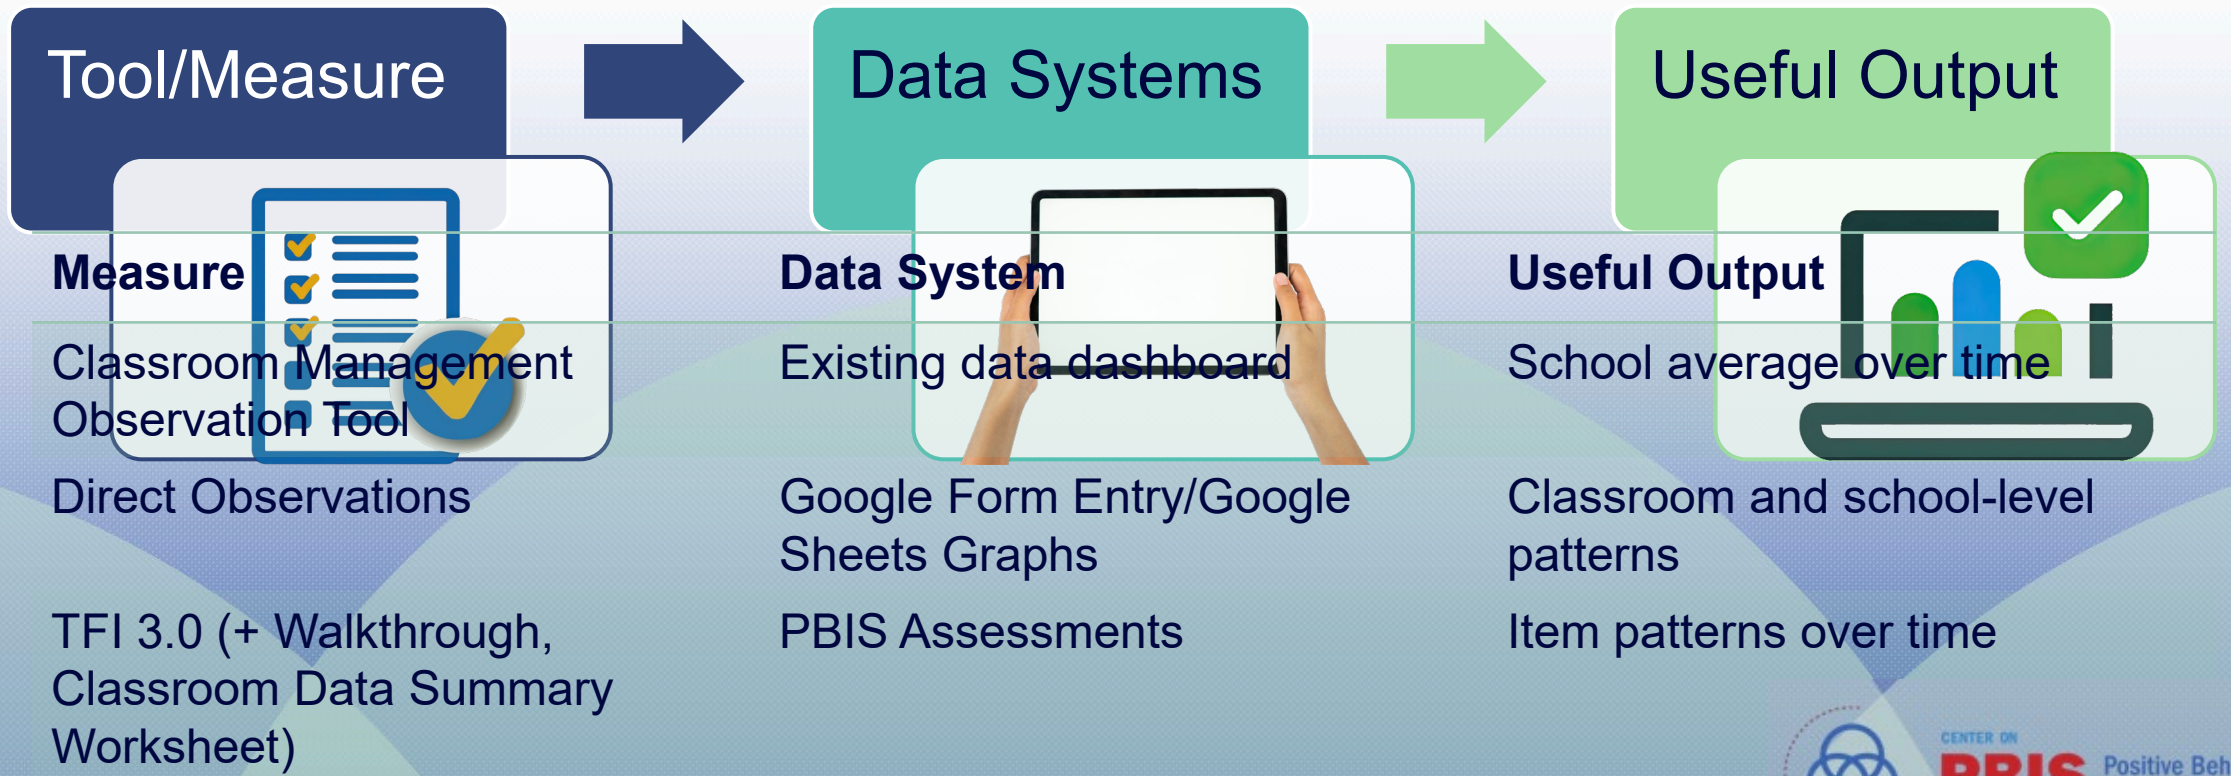 Tool/Measure
Data Systems
Useful Output
Measure
Data System
Useful Output
Classroom Management
Observation Tool
Existing data dashboard
School average over time
Direct Observations
Google Form Entry/Google
Sheets Graphs
Classroom and school-level
patterns
TFI 3.0 (+ Walkthrough,
Classroom Data Summary
Worksheet)
PBIS Assessments
Item patterns over time
CENTER ON
PBIS
Positive